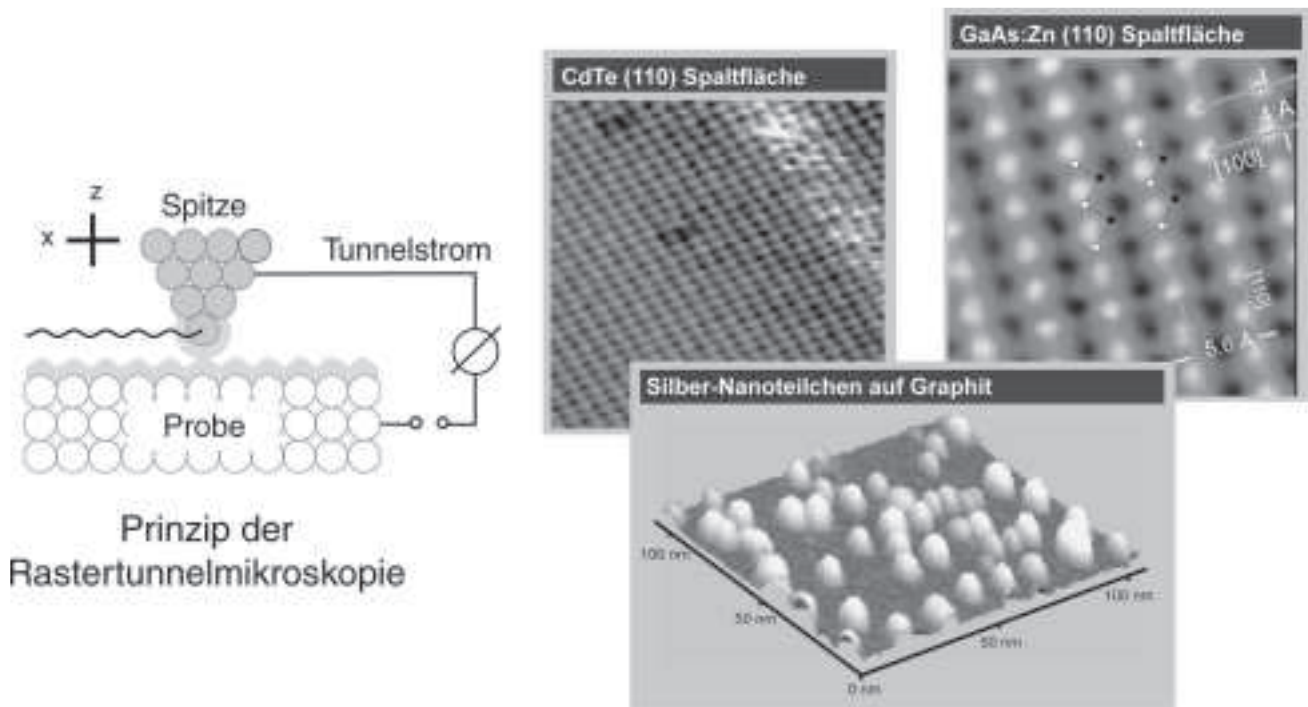 z
x
Spitze
Tunnelstrom
Probe
Prinzip der
Rastertunnelmikroskopie
CdTe (110) Spaltfläche
GaAs:Zn (110) Spaltfläche
[100]
5.6 Å
Silber-Nanoteilchen auf Graphit
100 nm
50 nm
0 nm
50 nm
100 nm